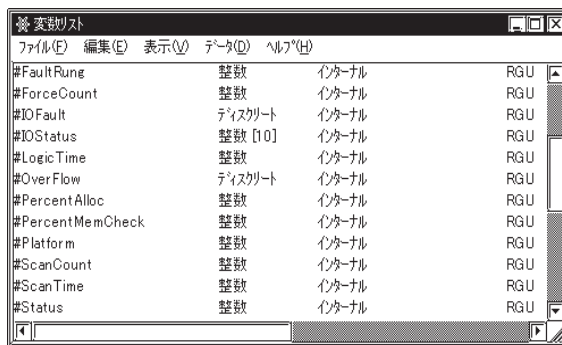 変数リスト
ファイル(F) 編集(E) 表示(V) データ(D) ヘルプ(H)
#FaultRung 整数 インターナル RGU
#ForceCount 整数 インターナル RGU
#IOFault ディスクリート インターナル RGU
#IOStatus 整数 [10] インターナル RGU
#LogicTime 整数 インターナル RGU
#OverFlow ディスクリート インターナル RGU
#PercentAlloc 整数 インターナル RGU
#PercentMemCheck 整数 インターナル RGU
#Platform 整数 インターナル RGU
#ScanCount 整数 インターナル RGU
#ScanTime 整数 インターナル RGU
#Status 整数 インターナル RGU